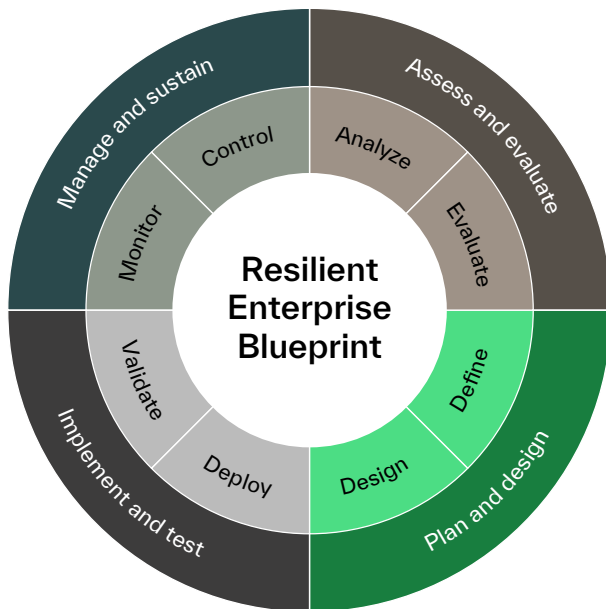 Resilient
Enterprise
Blueprint
Assess and evaluate
Analyze
Evaluate
Plan and design
Define
Design
Implement and test
Deploy
Validate
Manage and sustain
Monitor
Control